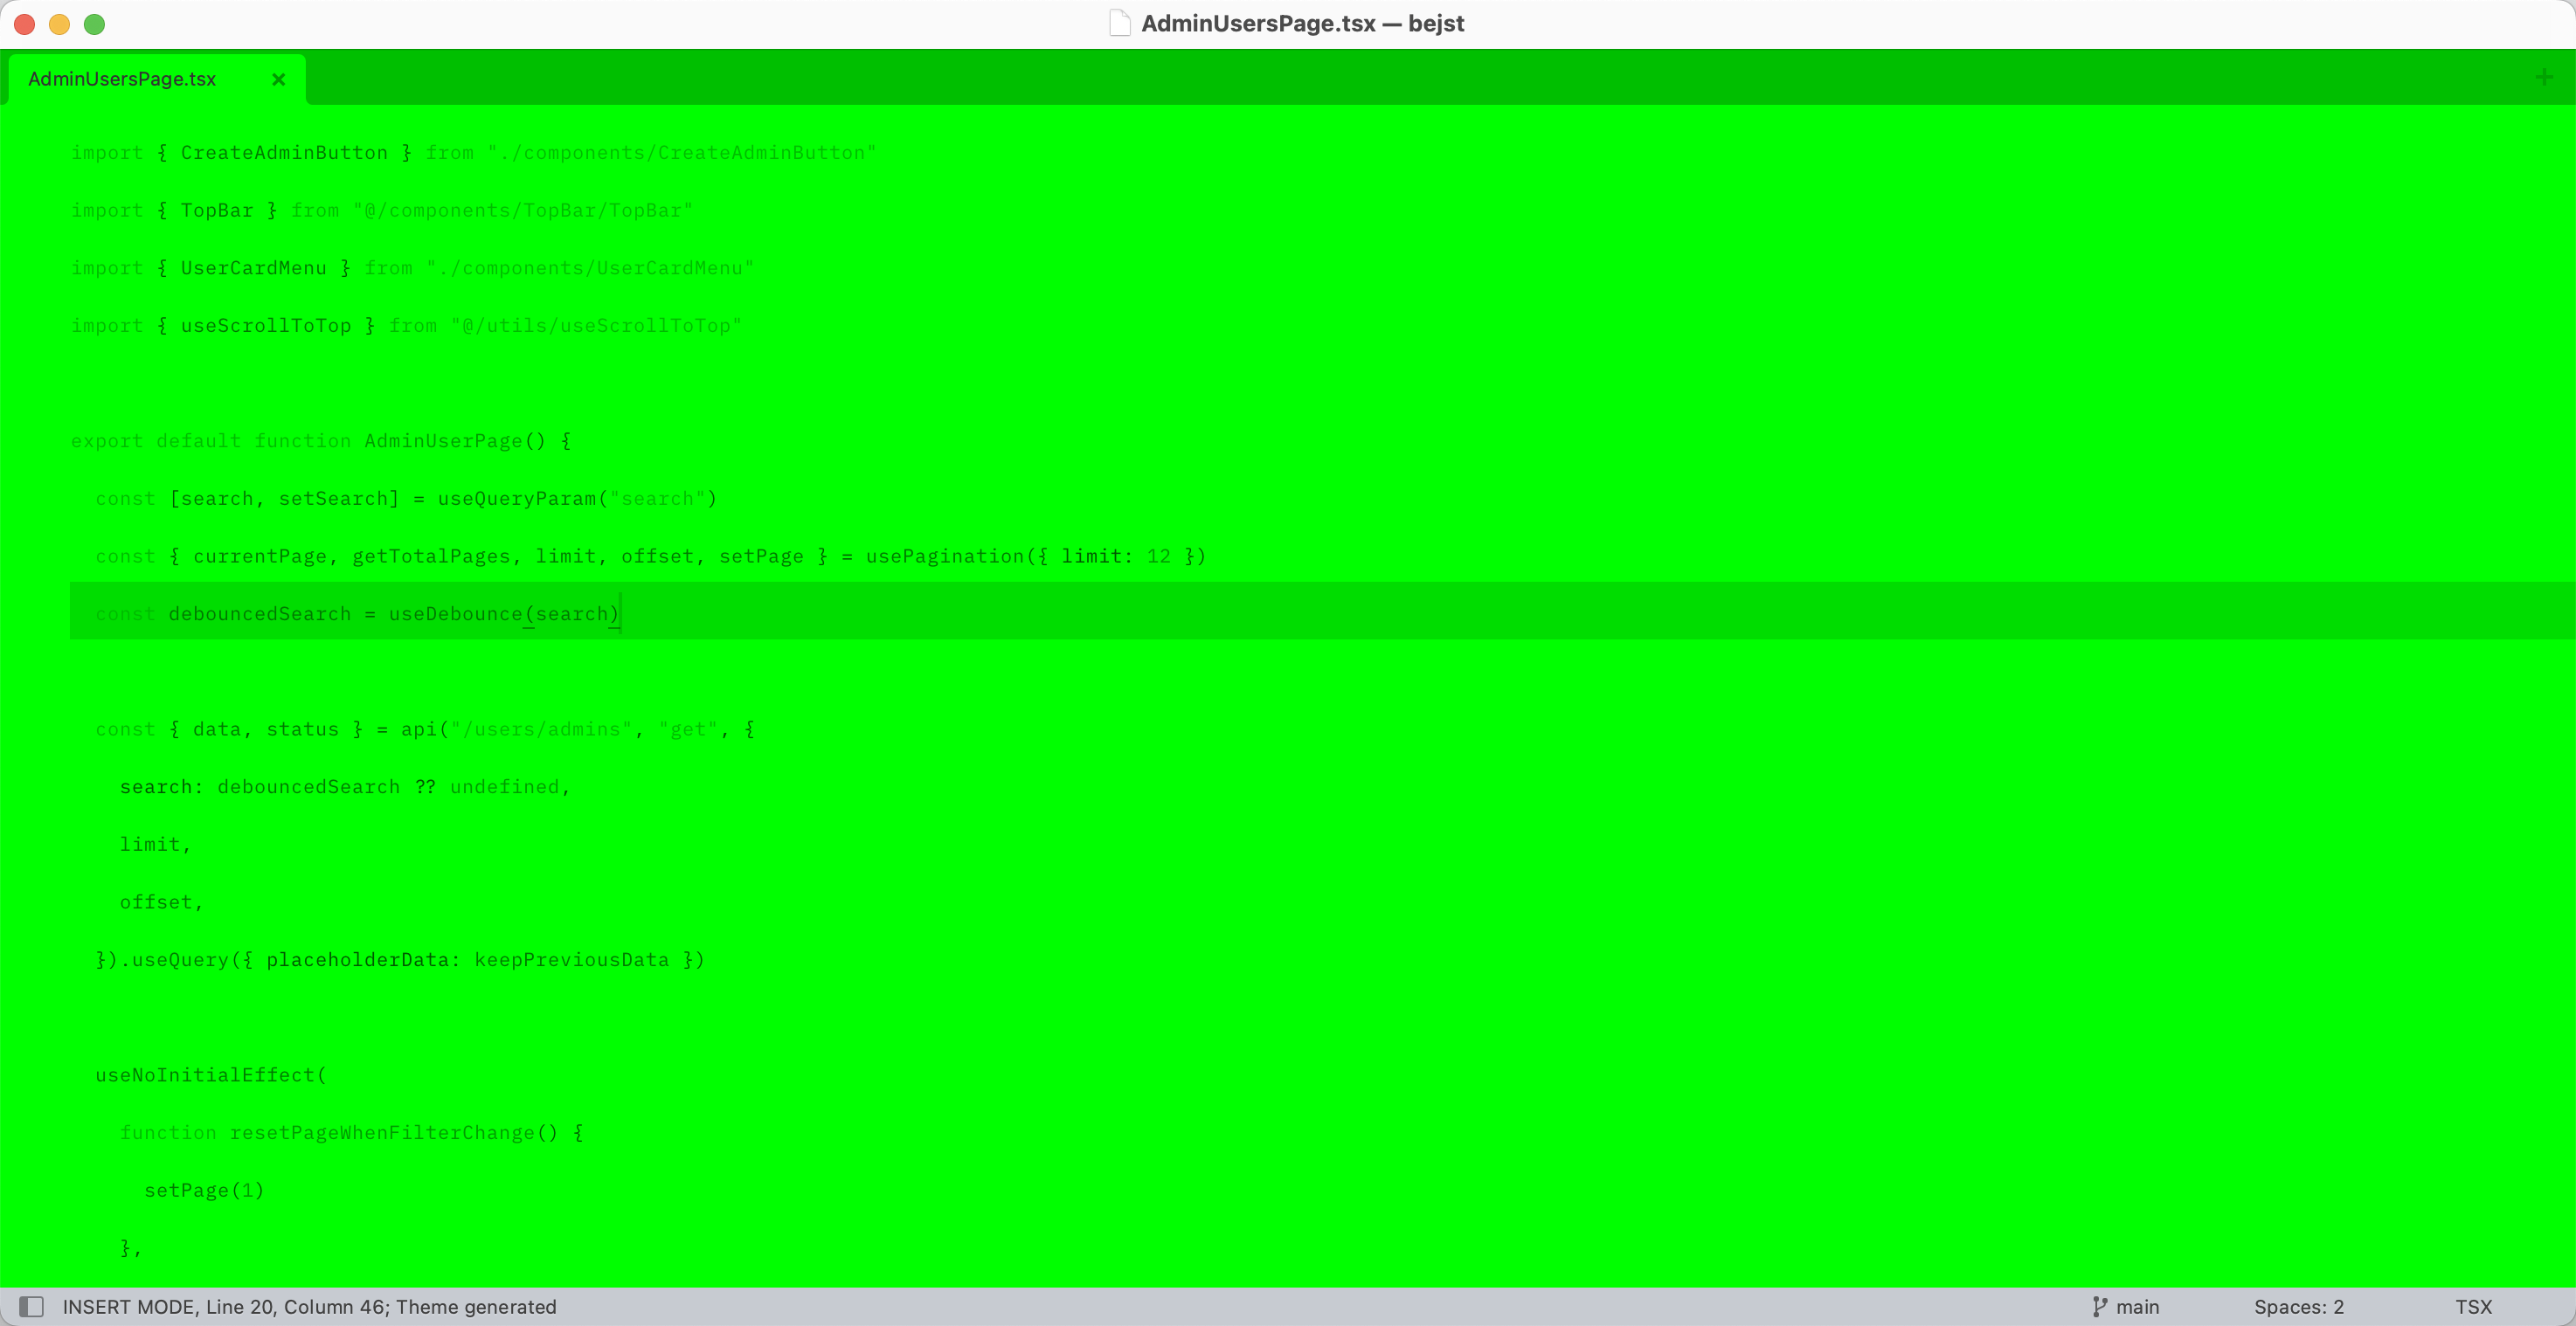 AdminUsersPage.tsx — bejst
AdminUsersPage.tsx ×
+
import { CreateAdminButton } from "./components/CreateAdminButton"
import { TopBar } from "@/components/TopBar/TopBar"
import { UserCardMenu } from "./components/UserCardMenu"
import { useScrollToTop } from "@/utils/useScrollToTop"
export default function AdminUserPage() {
const [search, setSearch] = useQueryParam("search")
const { currentPage, getTotalPages, limit, offset, setPage } = usePagination({ limit: 12 })
const debouncedSearch = useDebounce(search)
const { data, status } = api("/users/admins", "get", {
search: debouncedSearch ?? undefined,
limit,
offset,
}).useQuery({ placeholderData: keepPreviousData })
useNoInitialEffect(
function resetPageWhenFilterChange() {
setPage(1)
},
INSERT MODE, Line 20, Column 46; Theme generated
main
Spaces: 2
TSX